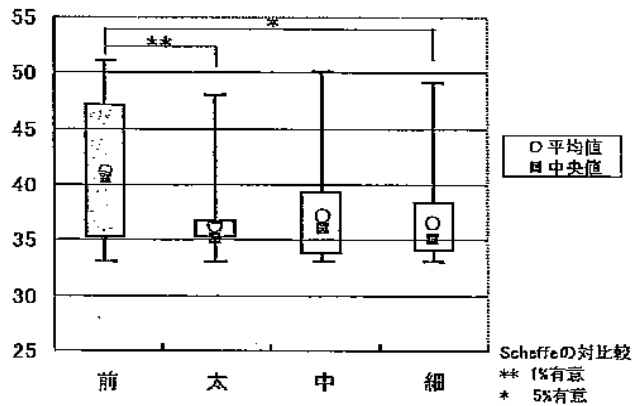 55
50
45
40
35
30
25
**
*
前 太 中 細
平均値
中央値
Scheffeの対比較
** 1%有意
* 5%有意